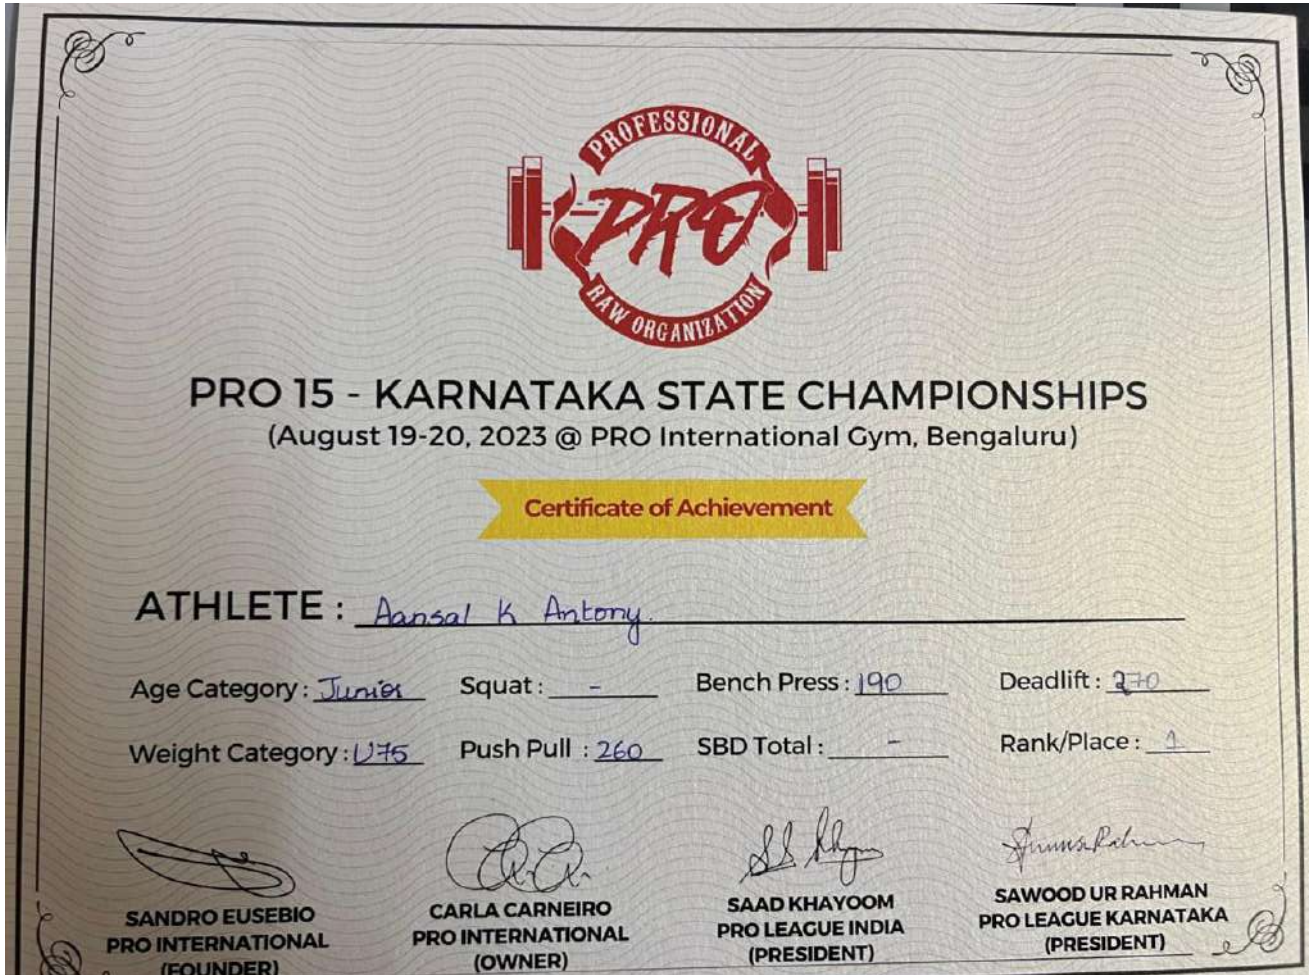 PROFESSIONAL
PRO
RAW ORGANIZATION
PRO 15 - KARNATAKA STATE CHAMPIONSHIPS
(August 19-20, 2023 @ PRO International Gym, Bengaluru)
Certificate of Achievement
ATHLETE : Aansal K Antony.
Age Category : Junior Squat : - Bench Press : 190 Deadlift : 270
Weight Category : U75 Push Pull : 260 SBD Total : - Rank/Place : 1
SANDRO EUSEBIO CARLA CARNEIRO SAAD KHAYOOM SAWOOD UR RAHMAN
PRO INTERNATIONAL PRO INTERNATIONAL PRO LEAGUE INDIA PRO LEAGUE KARNATAKA
(FOUNDER) (OWNER) (PRESIDENT) (PRESIDENT)